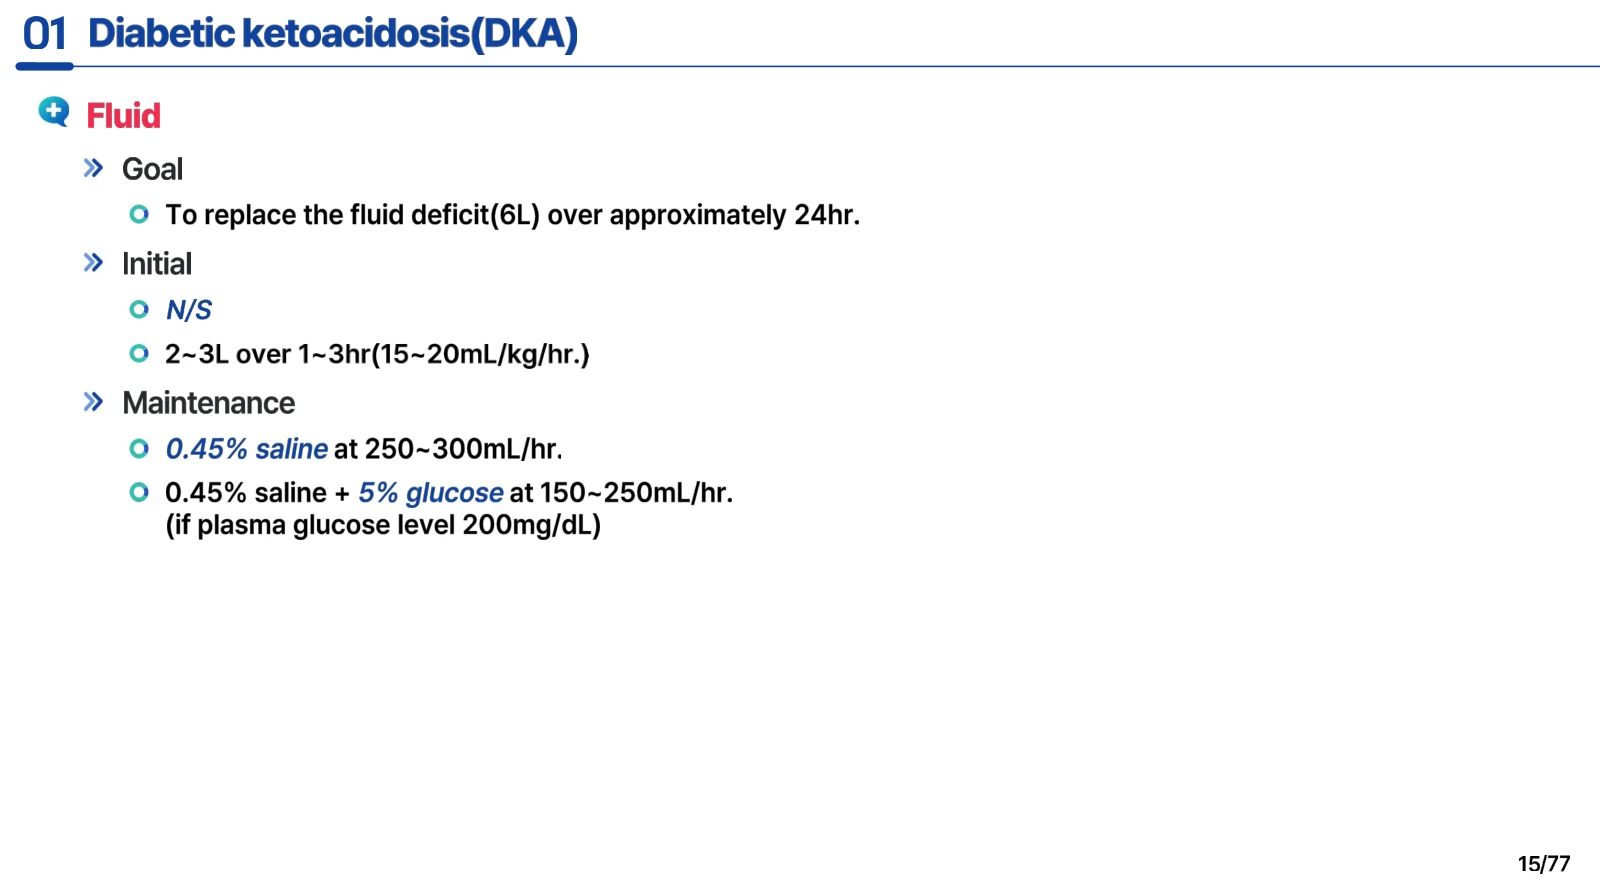 01 Diabetic ketoacidosis(DKA)
Fluid
Goal
To replace the fluid deficit(6L) over approximately 24hr.
Initial
N/S
2~3L over 1~3hr(15~20mL/kg/hr.)
Maintenance
0.45% saline at 250~300mL/hr.
0.45% saline + 5% glucose at 150~250mL/hr.
(if plasma glucose level 200mg/dL)
15/77